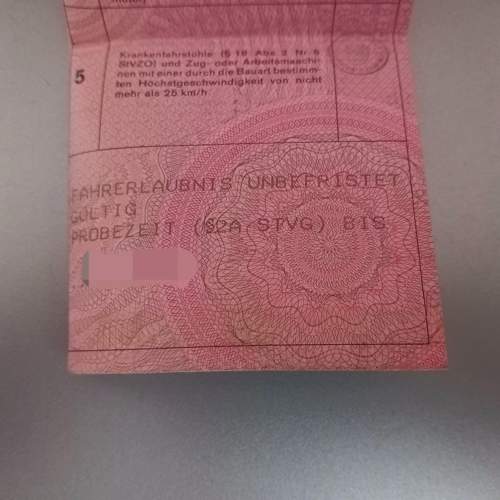 5
Krankenfahrstühle (§ 18 Abs. 2 Nr. 5
StVZO) und Zug- oder Arbeitsmaschi-
nen mit einer durch die Bauart bestimm-
ten Höchstgeschwindigkeit von nicht
mehr als 25 km/h
FAHRERLAUBNIS UNBEFRISTET
GÜLTIG
PROBEZEIT (§2A STVG) BIS